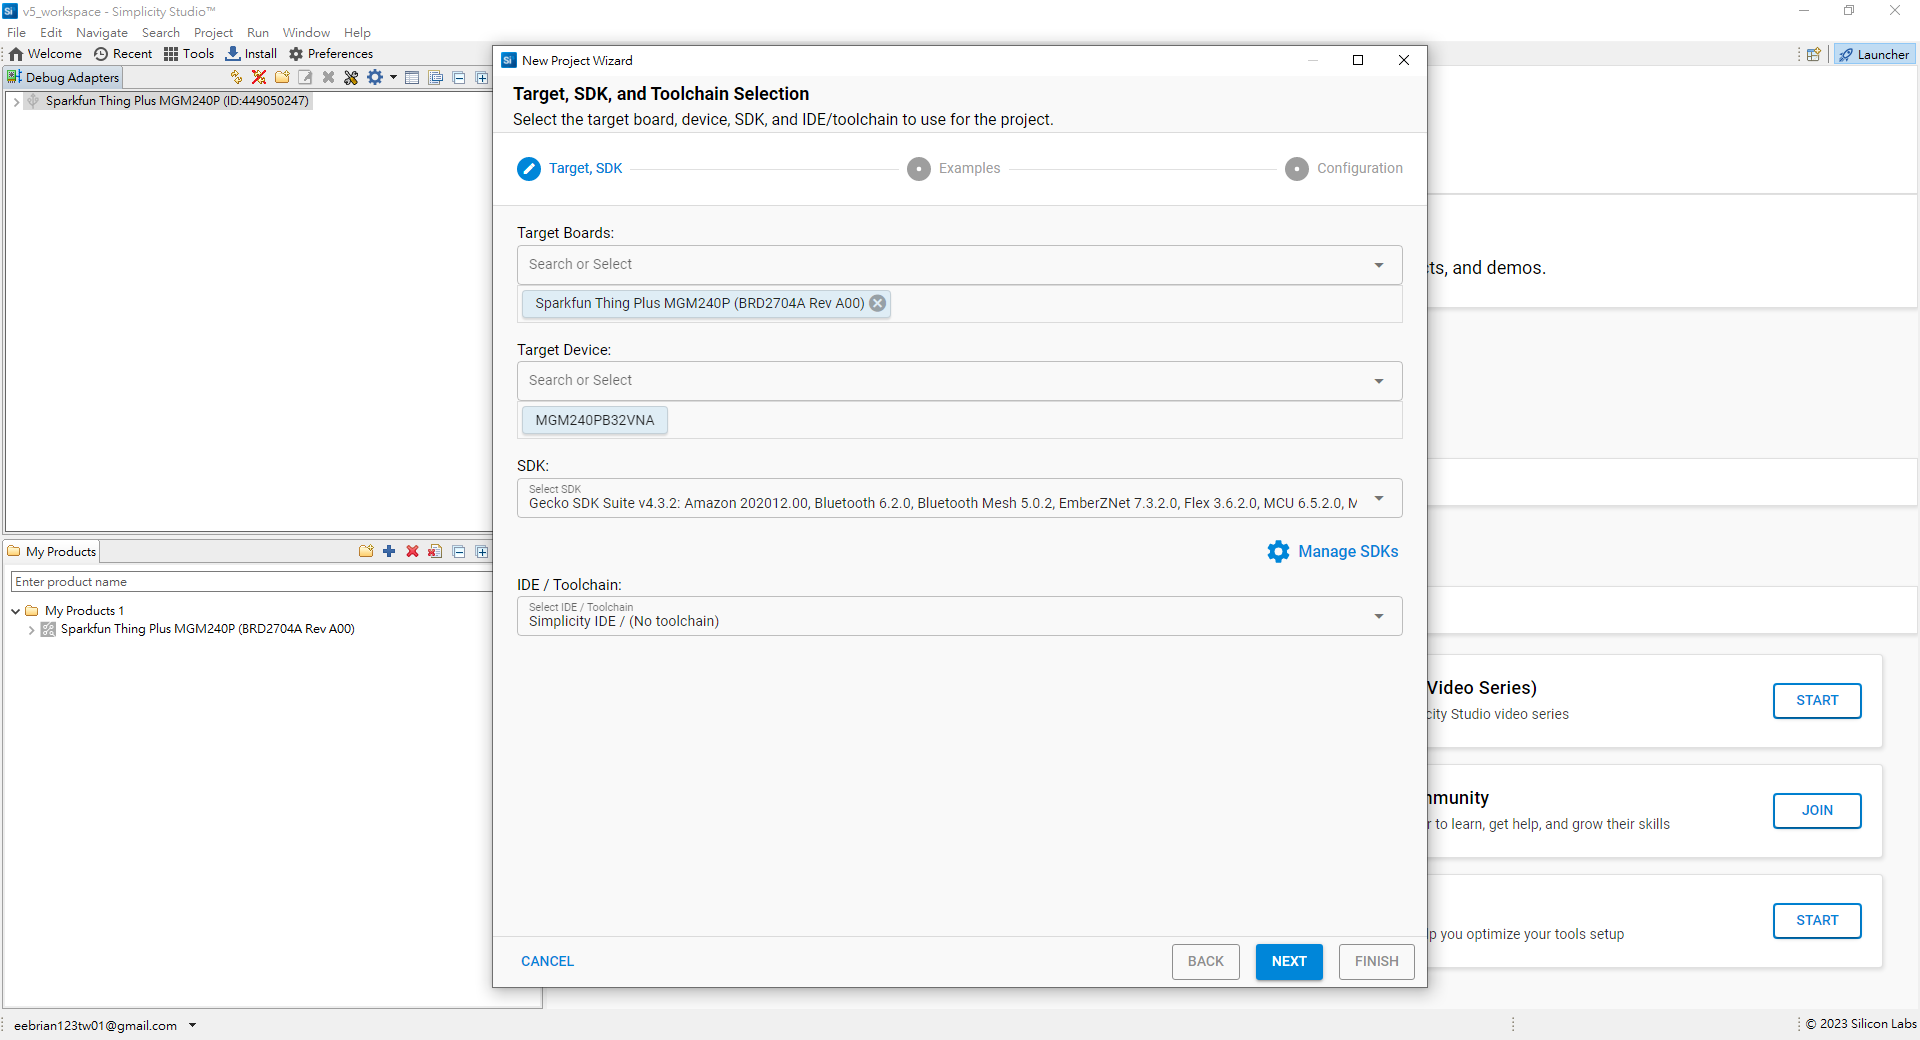 v5_workspace - Simplicity Studio™
File Edit Navigate Search Project Run Window Help
Welcome Recent Tools Install Preferences
Launcher
Debug Adapters
Sparkfun Thing Plus MGM240P (ID:449050247)
New Project Wizard
Target, SDK, and Toolchain Selection
Select the target board, device, SDK, and IDE/toolchain to use for the project.
Target, SDK
Examples
Configuration
Target Boards:
Search or Select
Sparkfun Thing Plus MGM240P (BRD2704A Rev A00)
Target Device:
Search or Select
MGM240PB32VNA
SDK:
Select SDK
Gecko SDK Suite v4.3.2: Amazon 202012.00, Bluetooth 6.2.0, Bluetooth Mesh 5.0.2, EmberZNet 7.3.2.0, Flex 3.6.2.0, MCU 6.5.2.0, M
Manage SDKs
IDE / Toolchain:
Select IDE / Toolchain
Simplicity IDE / (No toolchain)
CANCEL
BACK
NEXT
FINISH
My Products
Enter product name
My Products 1
Sparkfun Thing Plus MGM240P (BRD2704A Rev A00)
ts, and demos.
Video Series)
city Studio video series
START
mmunity
r to learn, get help, and grow their skills
JOIN
lp you optimize your tools setup
START
eebrian123tw01@gmail.com
© 2023 Silicon Labs